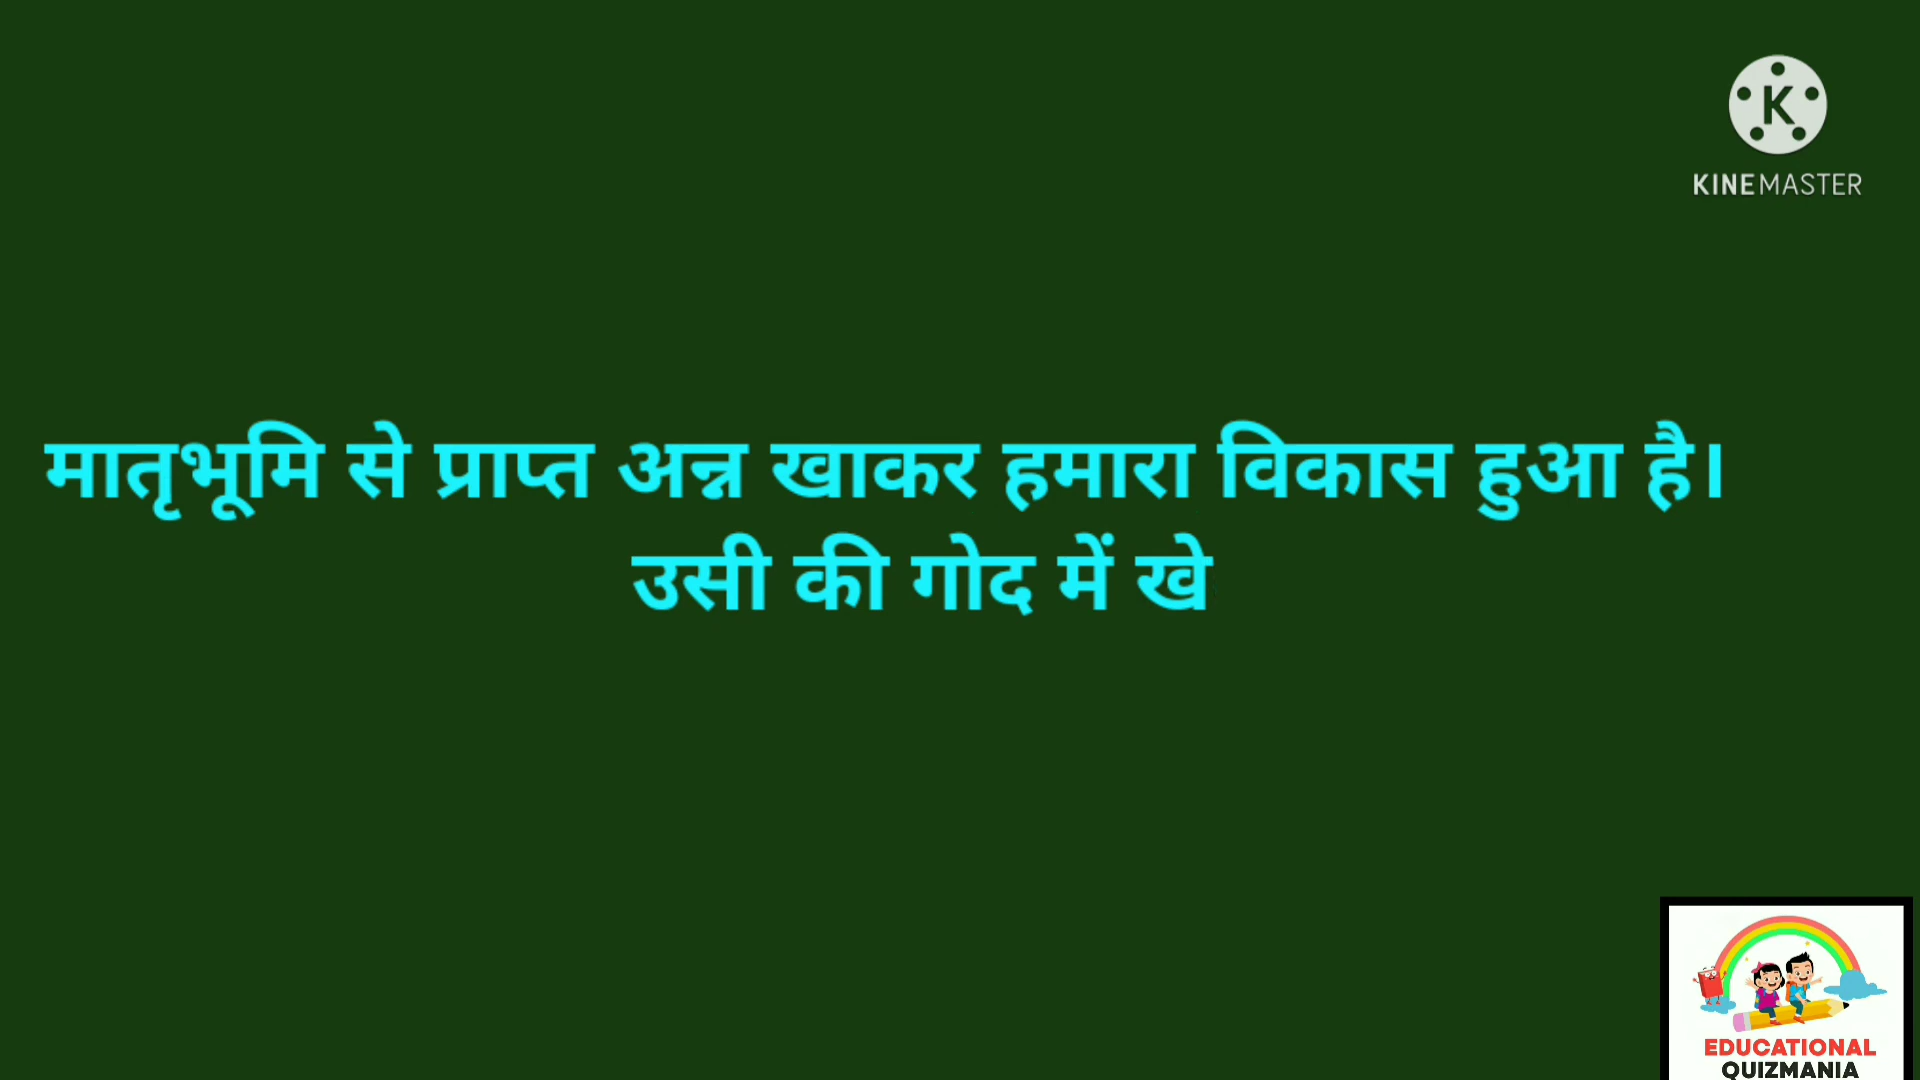 KINEMASTER
मातृभूमि से प्राप्त अन्न खाकर हमारा विकास हुआ है।
उसी की गोद में खे
EDUCATIONAL
QUIZMANIA